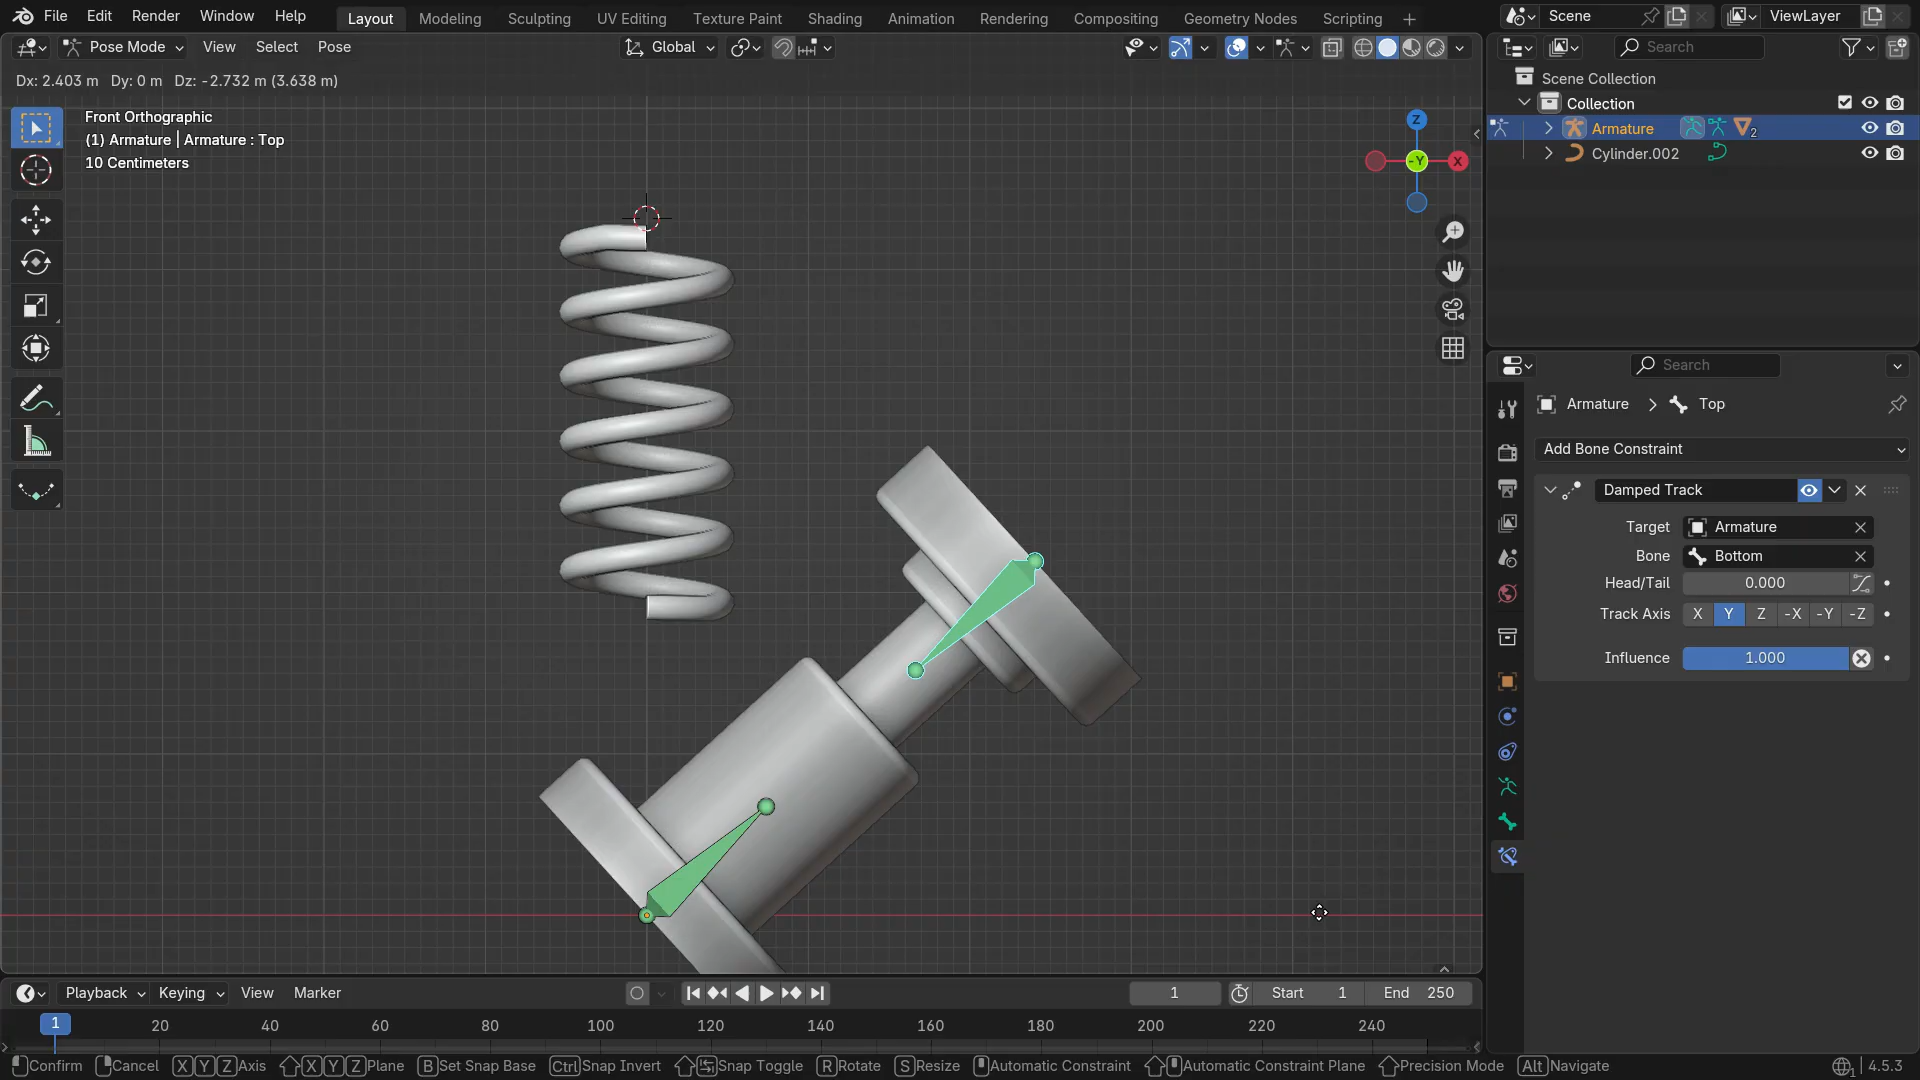 File Edit Render Window Help Layout Modeling Sculpting UV Editing Texture Paint Shading Animation Rendering Compositing Geometry Nodes Scripting + Scene ViewLayer
Pose Mode View Select Pose Global Search
Dx: 2.403 m Dy: 0 m Dz: -2.732 m (3.638 m)
Scene Collection
Collection
Front Orthographic
(1) Armature | Armature : Top
10 Centimeters
Armature 2
Cylinder.002
Z
-Y X
Search
Armature > Top
Add Bone Constraint
Damped Track
Target Armature
Bone Bottom
Head/Tail 0.000
Track Axis X Y Z -X -Y -Z
Influence 1.000
Playback Keying View Marker 1 Start 1 End 250
1 20 40 60 80 100 120 140 160 180 200 220 240
Confirm Cancel X Y Z Axis X Y Z Plane B Set Snap Base Ctrl Snap Invert Snap Toggle R Rotate S Resize Automatic Constraint Automatic Constraint Plane Precision Mode Alt Navigate 1 4.5.3